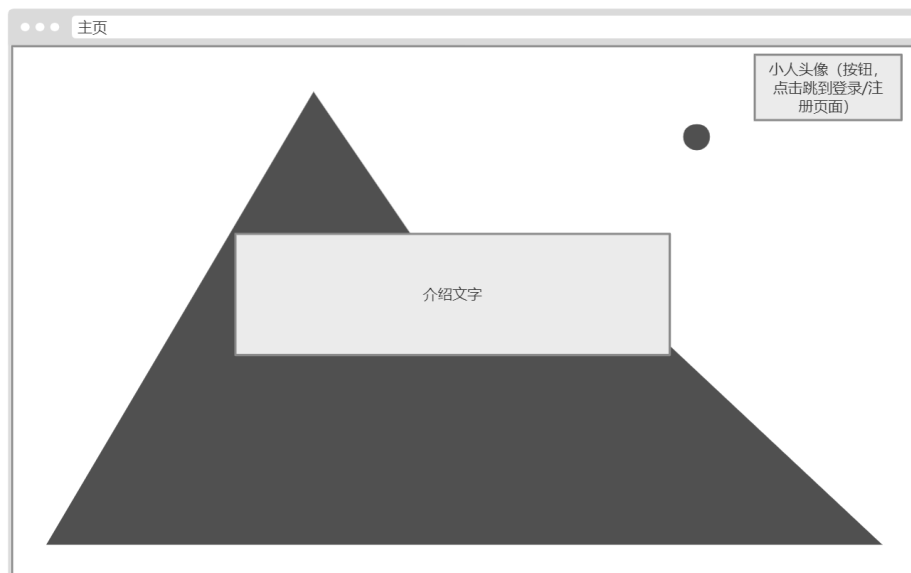 主页
小人头像（按钮，
点击跳到登录/注
册页面）
介绍文字